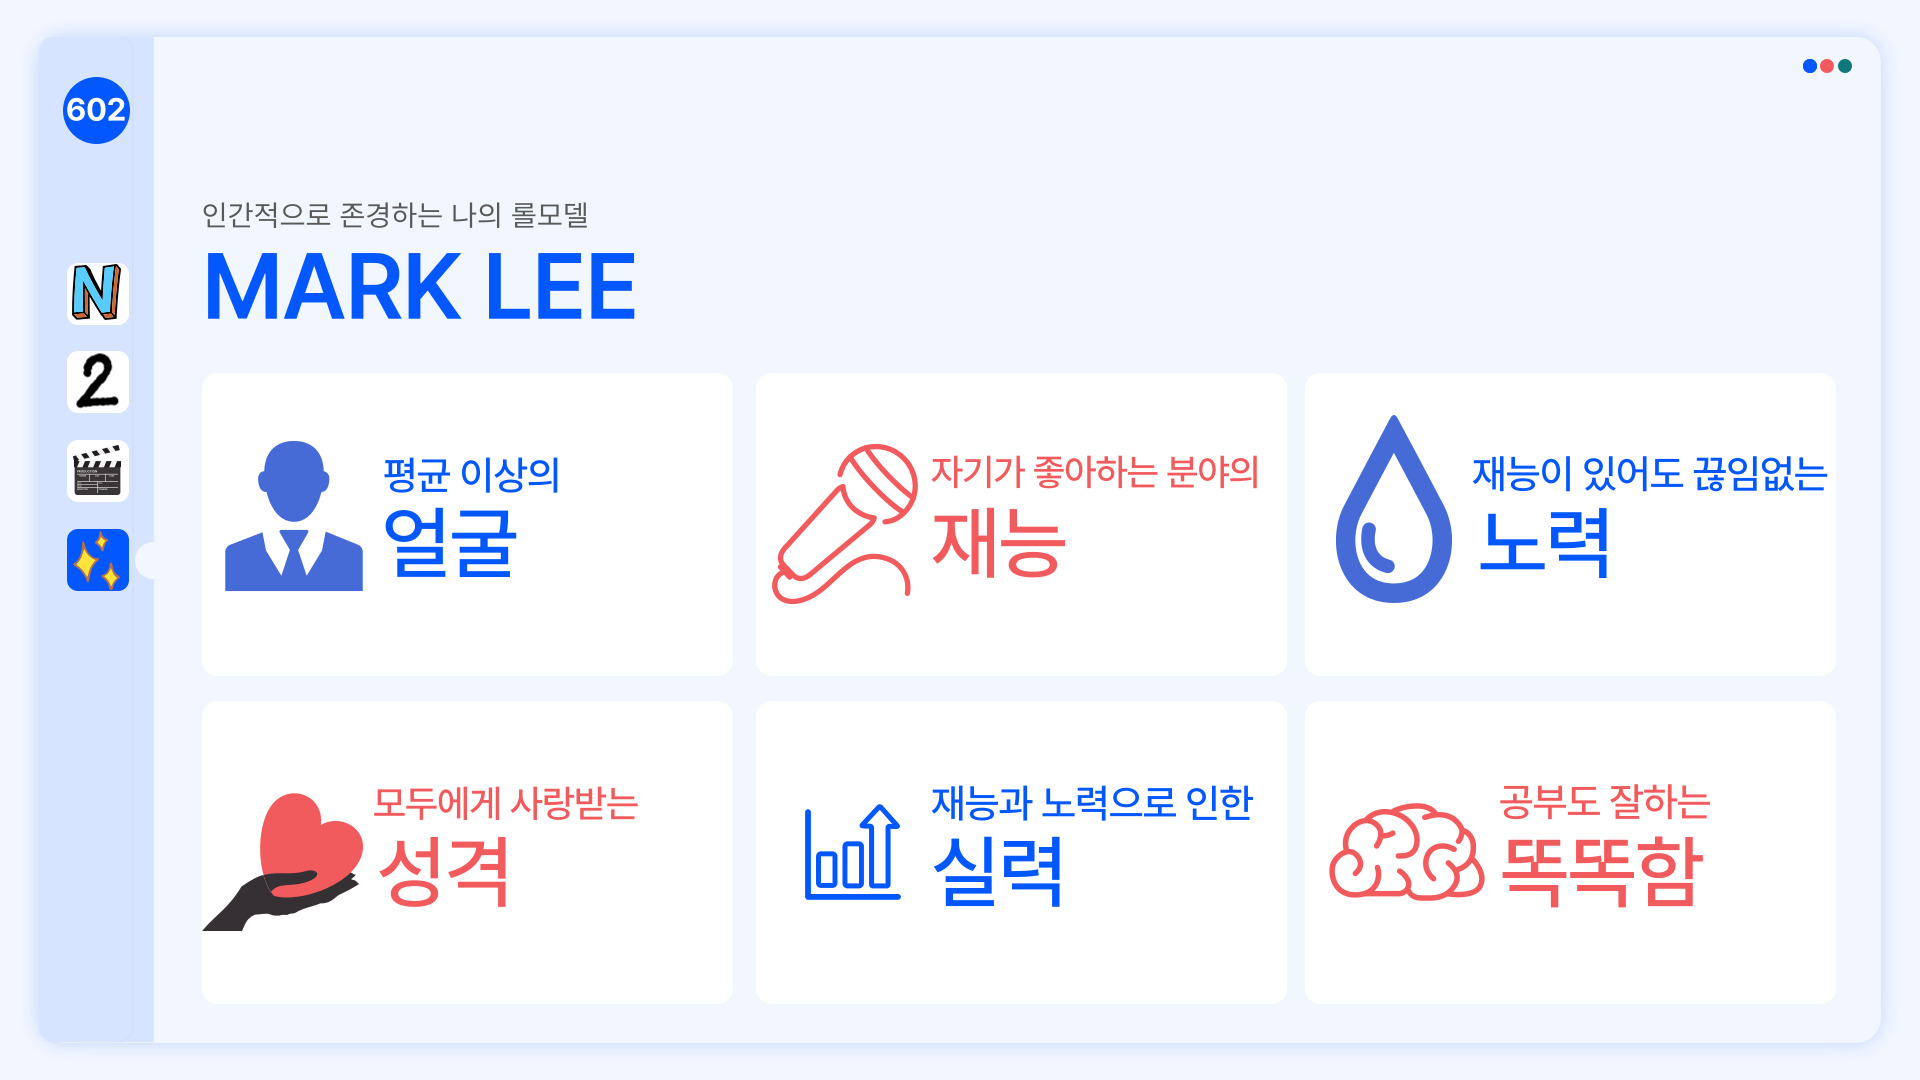 602
인간적으로 존경하는 나의 롤모델
MARK LEE
N
2
평균 이상의
얼굴
자기가 좋아하는 분야의
재능
재능이 있어도 끊임없는
노력
모두에게 사랑받는
성격
재능과 노력으로 인한
실력
공부도 잘하는
똑똑함